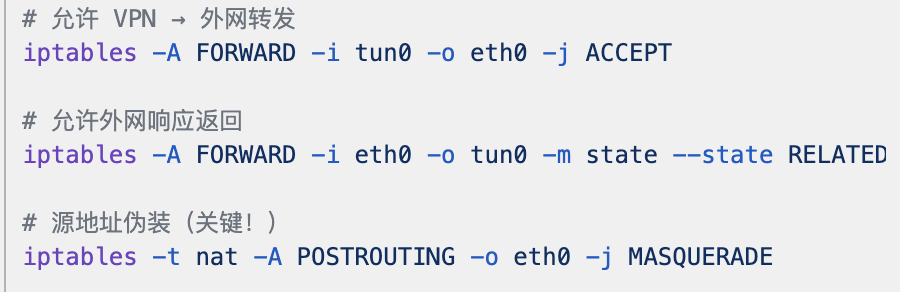 # 允许 VPN → 外网转发
iptables -A FORWARD -i tun0 -o eth0 -j ACCEPT
# 允许外网响应返回
iptables -A FORWARD -i eth0 -o tun0 -m state --state RELATED
# 源地址伪装（关键！）
iptables -t nat -A POSTROUTING -o eth0 -j MASQUERADE